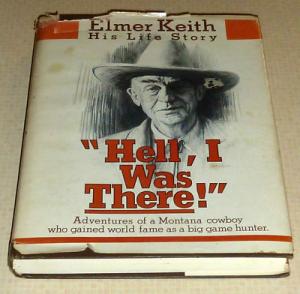 Elmer Keith
His Life Story
"Hell, I
Was
There!"
Adventures of a Montana cowboy
who gained world fame as a big game hunter.